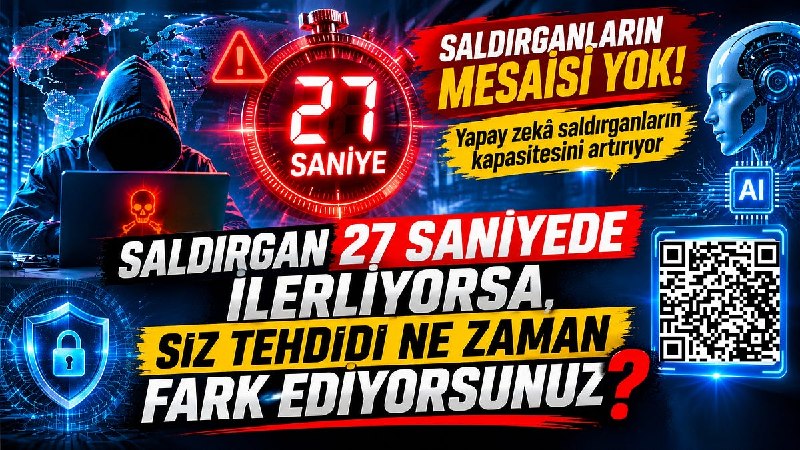 SALDIRGANLARIN
MESAİSİ YOK!
Yapay zekâ saldırganların
kapasitesini artırıyor
27
SANİYE
AI
SALDIRGAN 27 SANİYEDE
İLERLİYORSA,
SİZ TEHDİDİ NE ZAMAN
FARK EDİYORSUNUZ?